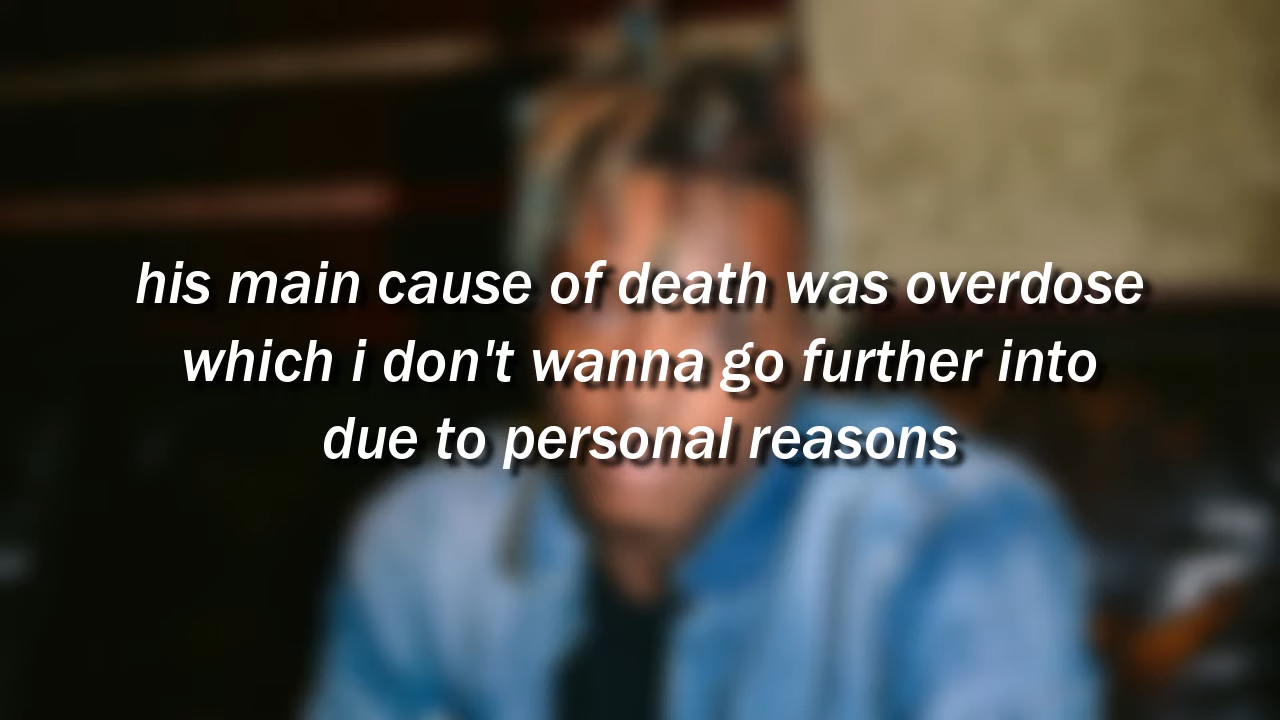 his main cause of death was overdose
which i don't wanna go further into
due to personal reasons